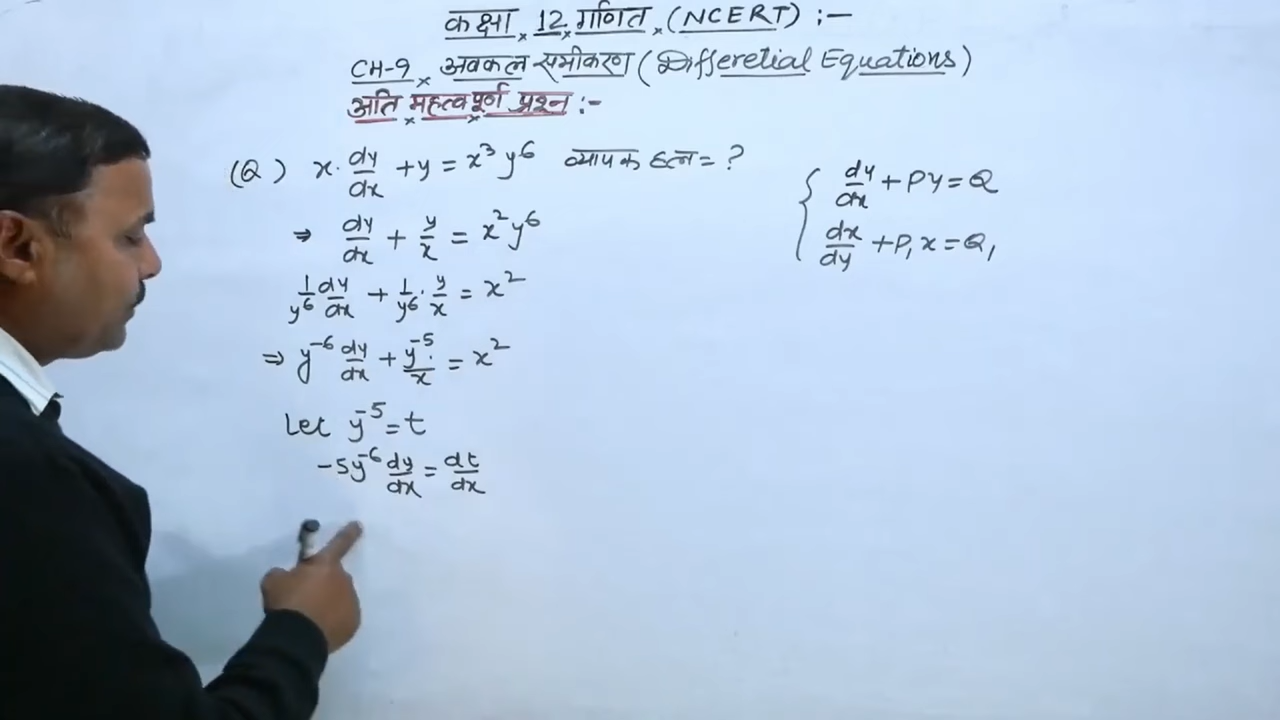 कक्षा × 12 × गणित × (NCERT) :—
CH-9 × अवकल समीकरण (Differetial Equations)
अति × महत्वपूर्ण × प्रश्न :-
(Q) x. dy/dx + y = x³y⁶ व्यापक हल = ?
⇒ dy/dx + y/x = x²y⁶
1/y⁶ dy/dx + 1/y⁶ . y/x = x²
⇒ y⁻⁶ dy/dx + y⁻⁵/x = x²
Let y⁻⁵ = t
-5y⁻⁶ dy/dx = dt/dx
{ dy/dx + Py = Q
dx/dy + P₁x = Q₁